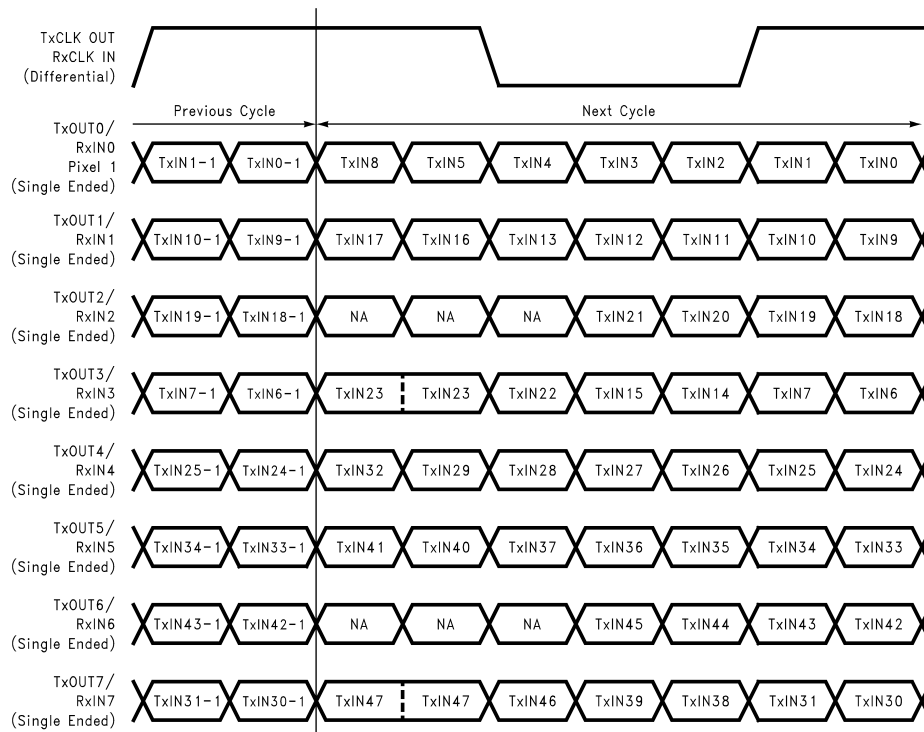 TxCLK OUT
RxCLK IN
(Differential)
Previous Cycle
Next Cycle
TxOUT0/
RxIN0
Pixel 1
(Single Ended)
TxIN1-1 TxIN0-1 TxIN8 TxIN5 TxIN4 TxIN3 TxIN2 TxIN1 TxIN0
TxOUT1/
RxIN1
(Single Ended)
TxIN10-1 TxIN9-1 TxIN17 TxIN16 TxIN13 TxIN12 TxIN11 TxIN10 TxIN9
TxOUT2/
RxIN2
(Single Ended)
TxIN19-1 TxIN18-1 NA NA NA TxIN21 TxIN20 TxIN19 TxIN18
TxOUT3/
RxIN3
(Single Ended)
TxIN7-1 TxIN6-1 TxIN23 TxIN23 TxIN22 TxIN15 TxIN14 TxIN7 TxIN6
TxOUT4/
RxIN4
(Single Ended)
TxIN25-1 TxIN24-1 TxIN32 TxIN29 TxIN28 TxIN27 TxIN26 TxIN25 TxIN24
TxOUT5/
RxIN5
(Single Ended)
TxIN34-1 TxIN33-1 TxIN41 TxIN40 TxIN37 TxIN36 TxIN35 TxIN34 TxIN33
TxOUT6/
RxIN6
(Single Ended)
TxIN43-1 TxIN42-1 NA NA NA TxIN45 TxIN44 TxIN43 TxIN42
TxOUT7/
RxIN7
(Single Ended)
TxIN31-1 TxIN30-1 TxIN47 TxIN47 TxIN46 TxIN39 TxIN38 TxIN31 TxIN30